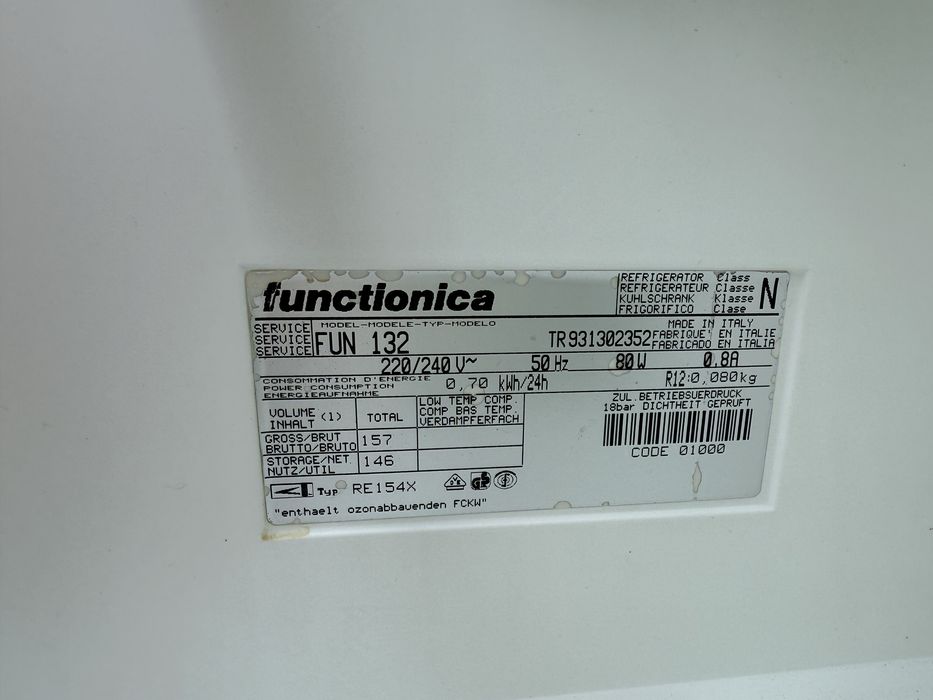 functionica
REFRIGERATOR Class
REFRIGERATEUR Classe
KUHLSCHRANK Klasse
FRIGORIFICO Clase
N
SERVICE
SERVICE
SERVICE
MODEL-MODELE-TYP-MODELO
FUN 132
TR931302352
MADE IN ITALY
FABRIQUE' EN ITALIE
FABRICADO EN ITALIA
220/240 V~ 50 Hz 80 W 0.8A
CONSOMMATION D'ENERGIE
POWER CONSUMPTION
ENERGIEAUFNAHME
0,70 kWh/24h
R12:0,080kg
VOLUME (l)
INHALT
TOTAL
LOW TEMP COMP.
COMP BAS TEMP.
VERDAMPFERFACH
ZUL.BETRIEBSUERDRUCK
18bar DICHTHEIT GEPRUFT
GROSS/BRUT
BRUTTO/BRUTO
157
STORAGE/NET.
NUTZ/UTIL
146
CODE 01000
Typ RE154X
"enthaelt ozonabbauenden FCKW"